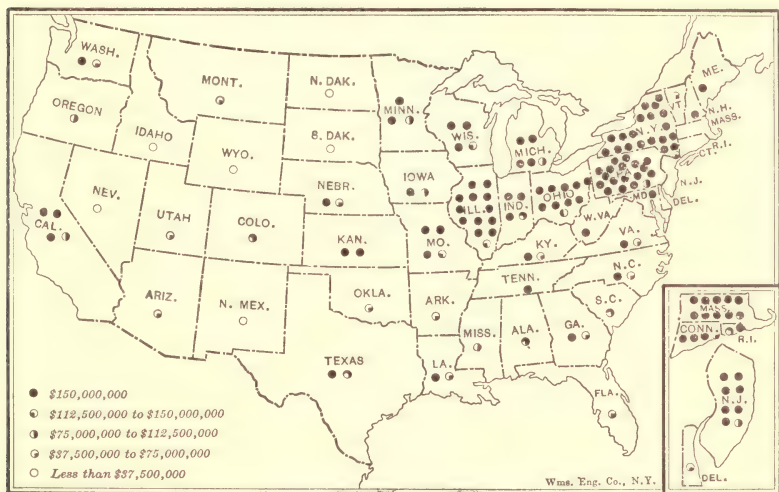 WASH.
MONT.
N. DAK.
MINN.
ME.
OREGON
IDAHO
S. DAK.
WIS.
MICH.
N.Y.
VT.
N.H.
MASS.
WYO.
IOWA
R.I.
CT.
NEV.
NEBR.
ILL.
IND.
OHIO
PA.
N.J.
MD.
DEL.
CAL.
UTAH
COLO.
KAN.
MO.
W.VA.
KY.
VA.
ARIZ.
N. MEX.
OKLA.
ARK.
TENN.
N.C.
S.C.
MISS.
ALA.
GA.
TEXAS
LA.
FLA.
MASS.
CONN.
R.I.
N.J.
DEL.
$150,000,000
$112,500,000 to $150,000,000
$75,000,000 to $112,500,000
$37,500,000 to $75,000,000
Less than $37,500,000
Wms. Eng. Co., N.Y.